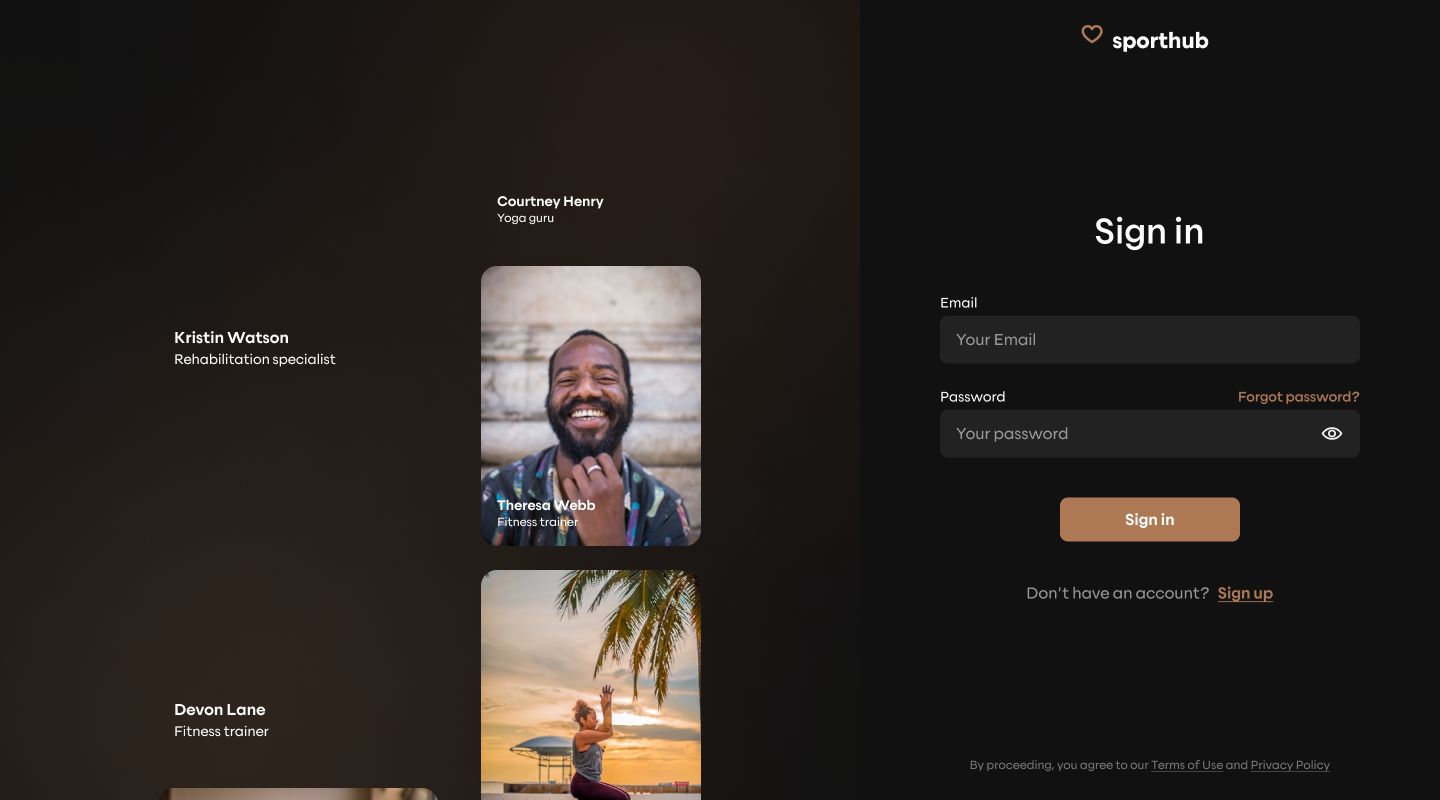 sporthub
Courtney Henry
Yoga guru
Kristin Watson
Rehabilitation specialist
Theresa Webb
Fitness trainer
Devon Lane
Fitness trainer
Sign in
Email
Your Email
Password Forgot password?
Your password
Sign in
Don't have an account? Sign up
By proceeding, you agree to our Terms of Use and Privacy Policy